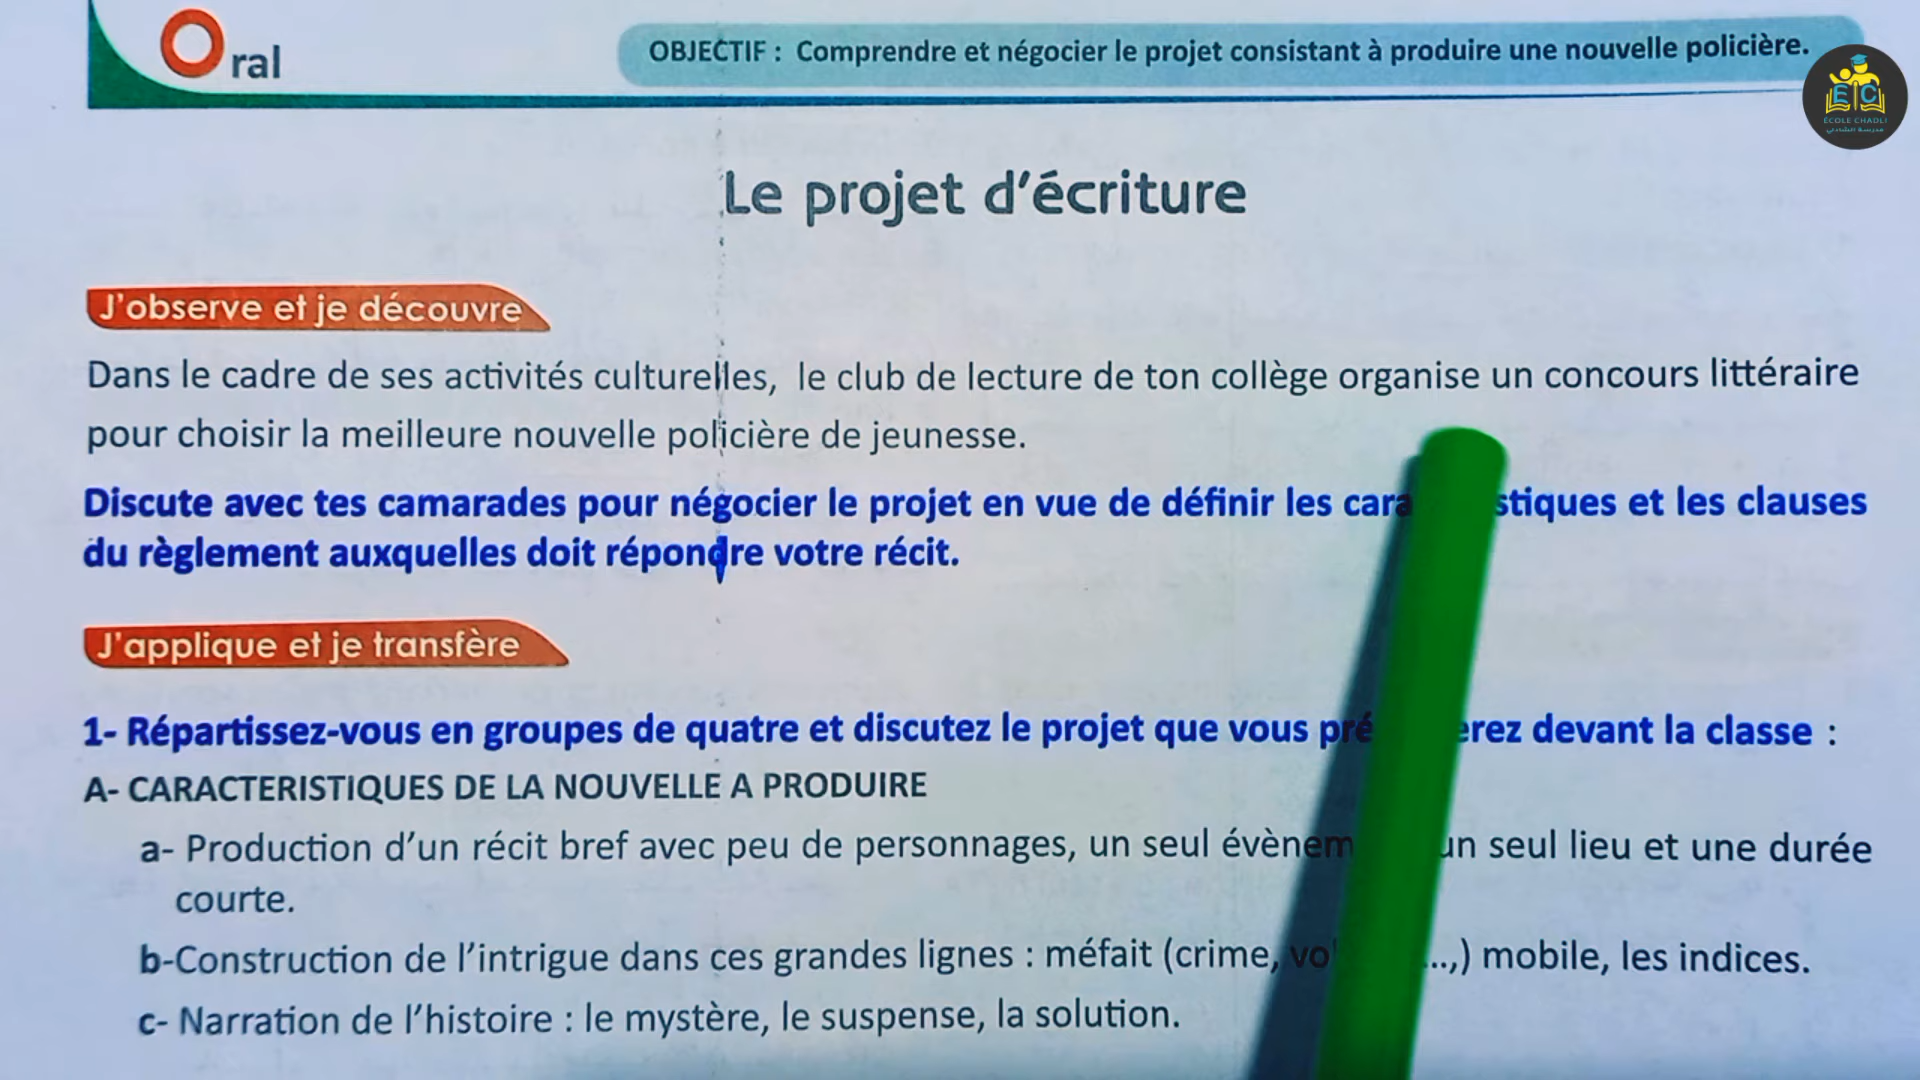 Oral
OBJECTIF : Comprendre et négocier le projet consistant à produire une nouvelle policière.
EC
ÉCOLE CHADLI
مدرسة الشاذلي
Le projet d'écriture
J'observe et je découvre
Dans le cadre de ses activités culturelles, le club de lecture de ton collège organise un concours littéraire
pour choisir la meilleure nouvelle policière de jeunesse.
Discute avec tes camarades pour négocier le projet en vue de définir les et les clauses
du règlement auxquelles doit répondre votre récit.
J'applique et je transfère
1- Répartissez-vous en groupes de quatre et discutez le projet que vous devant la classe :
A- CARACTERISTIQUES DE LA NOUVELLE A PRODUIRE
a- Production d'un récit bref avec peu de personnages, un seul un seul lieu et une durée
courte.
b-Construction de l'intrigue dans ces grandes lignes : méfait (crime, ...,) mobile, les indices.
c- Narration de l'histoire : le mystère, le suspense, la solution.